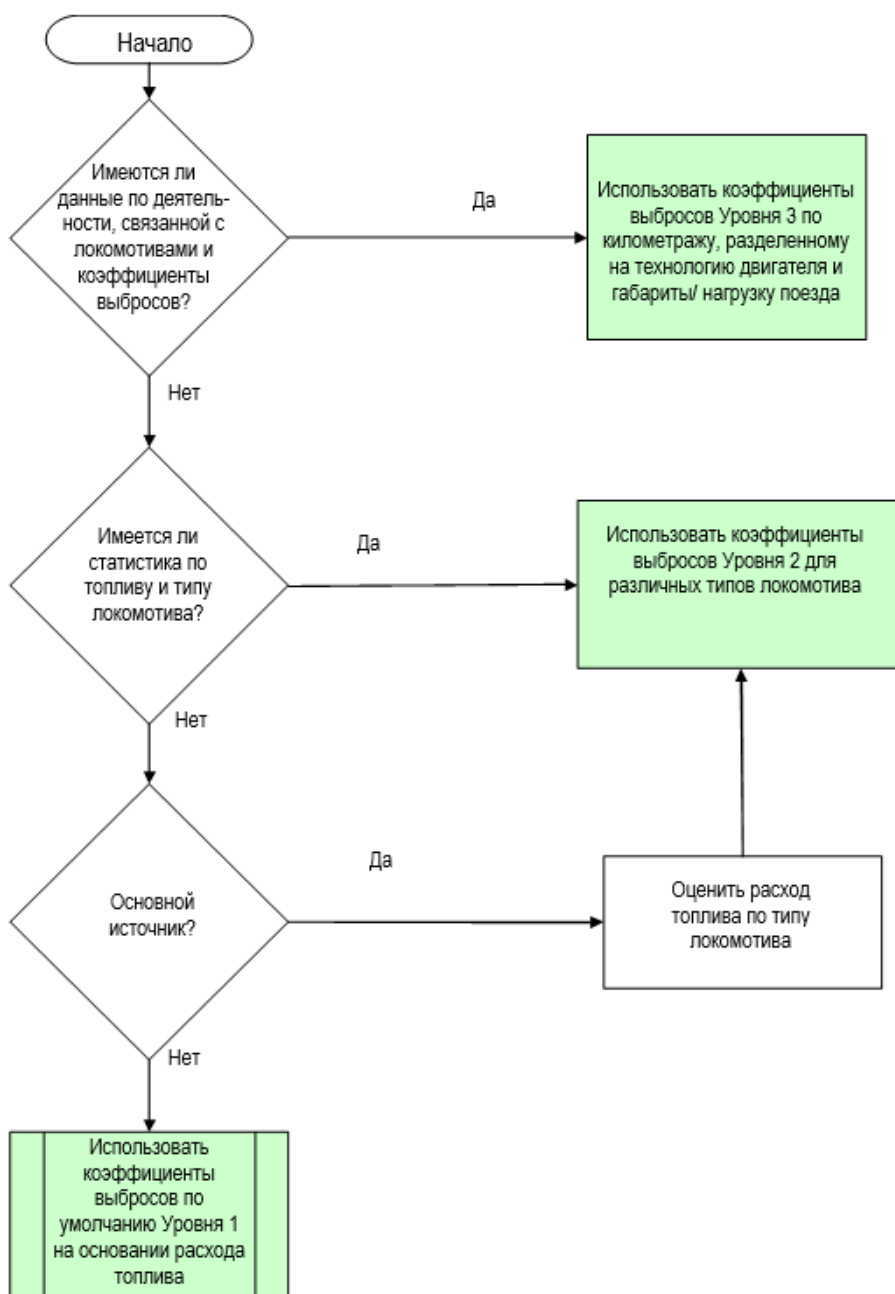 Начало
Имеются ли
данные по деятель-
ности, связанной с
локомотивами и
коэффициенты
выбросов?
Да
Использовать коэффициенты
выбросов Уровня 3 по
километражу, разделенному
на технологию двигателя и
габариты/ нагрузку поезда
Нет
Имеется ли
статистика по
топливу и типу
локомотива?
Да
Использовать коэффициенты
выбросов Уровня 2 для
различных типов локомотива
Нет
Основной
источник?
Да
Оценить расход
топлива по типу
локомотива
Нет
Использовать
коэффициенты
выбросов по
умолчанию Уровня 1
на основании расхода
топлива